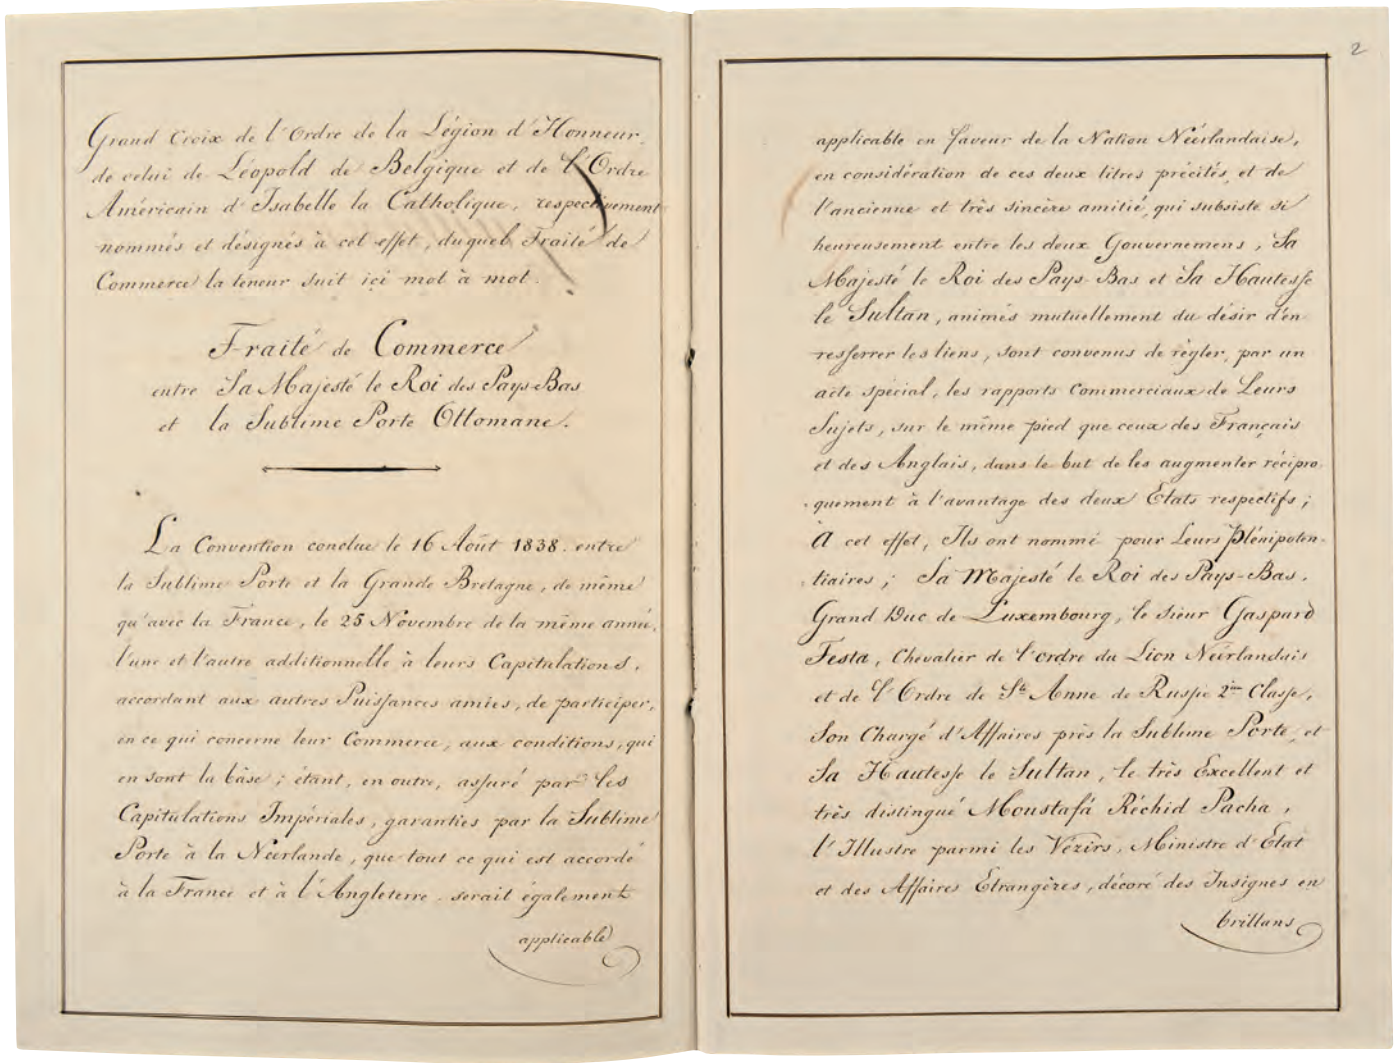 Grand Croix de l'Ordre de la Légion d'Honneur.
de celui de Léopold de Belgique et de l'Ordre
Américain d'Isabelle la Catholique, respectivement
nommés et désignés à cet effet, duquel Traité de
Commerce la teneur suit ici mot à mot.
Traité de Commerce
entre Sa Majesté le Roi des Pays-Bas
et la Sublime Porte Ottomane.
La Convention conclue le 16 Août 1838. entre
la Sublime Porte et la Grande Bretagne, de même
qu'avec la France, le 25 Novembre de la même année,
l'une et l'autre additionnelle à leurs Capitulations,
accordant aux autres Puissances amies, de participer,
en ce qui concerne leur Commerce, aux conditions, qui
en sont la bâse; étant, en outre, assuré par les
Capitulations Impériales, garanties par la Sublime
Porte à la Néerlande, que tout ce qui est accordé
à la France et à l'Angleterre serait également
applicable
2
applicable en faveur de la Nation Néerlandaise,
en considération de ces deux titres précités, et de
l'ancienne et très sincère amitié, qui subsiste si
heureusement entre les deux Gouvernemens, Sa
Majesté le Roi des Pays-Bas et Sa Hautesse
le Sultan, animés mutuellement du désir d'en
resserrer les liens, sont convenus de régler, par un
acte spécial, les rapports Commerciaux de Leurs
Sujets, sur le même pied que ceux des Français
et des Anglais, dans le but de les augmenter récipro-
quement à l'avantage des deux Etats respectifs;
A cet effet, Ils ont nommé pour Leurs Plénipoten-
tiaires; Sa Majesté le Roi des Pays-Bas,
Grand Duc de Luxembourg, le Sieur Gaspard
Testa, Chevalier de l'ordre du Lion Néerlandais
et de l'Ordre de Ste Anne de Russie 2me Classe,
Son Chargé d'Affaires près la Sublime Porte, et
Sa Hautesse le Sultan, le très Excellent et
très distingué Moustafá Réchid Pacha,
l'Illustre parmi les Vézirs, Ministre d'Etat
et des Affaires Etrangères, décoré des Insignes en
brillans